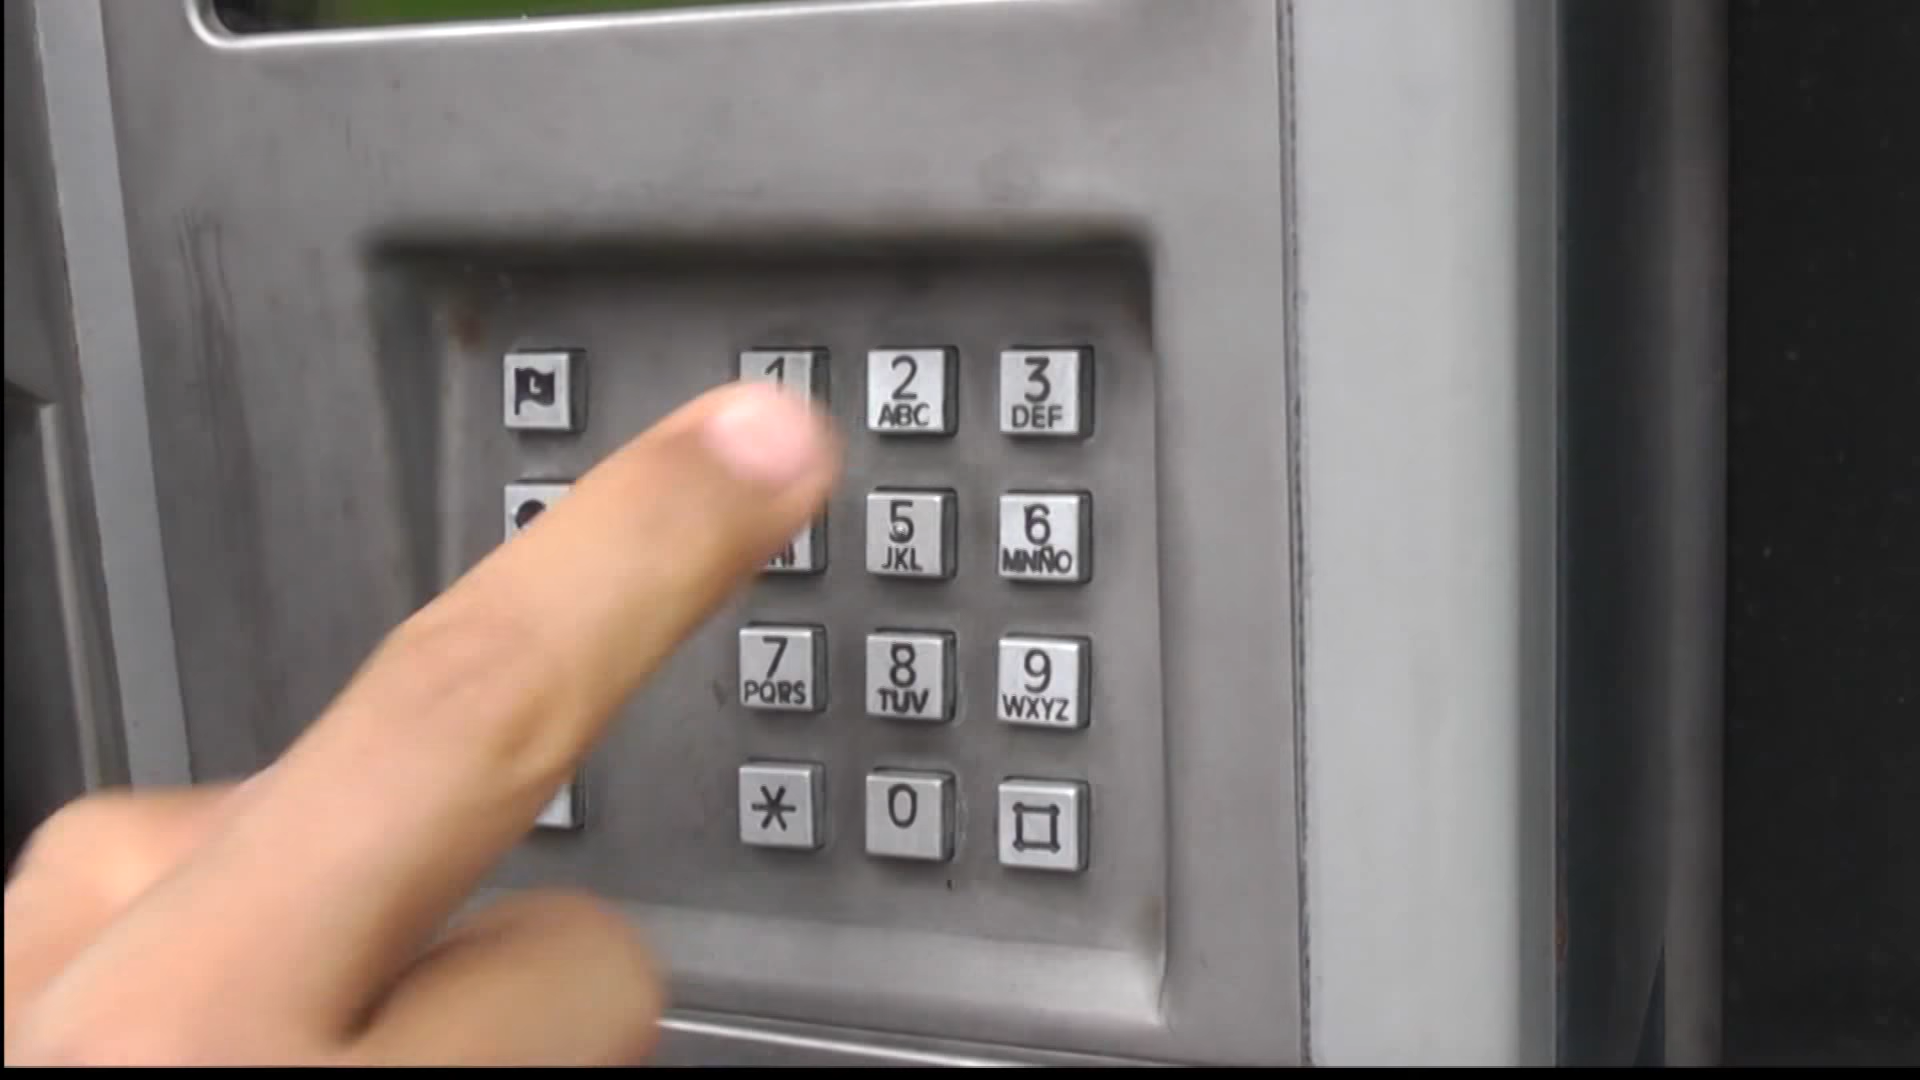 1 2 3
ABC DEF
5 6
JKL MNÑO
7 8 9
PQRS TUV WXYZ
* 0